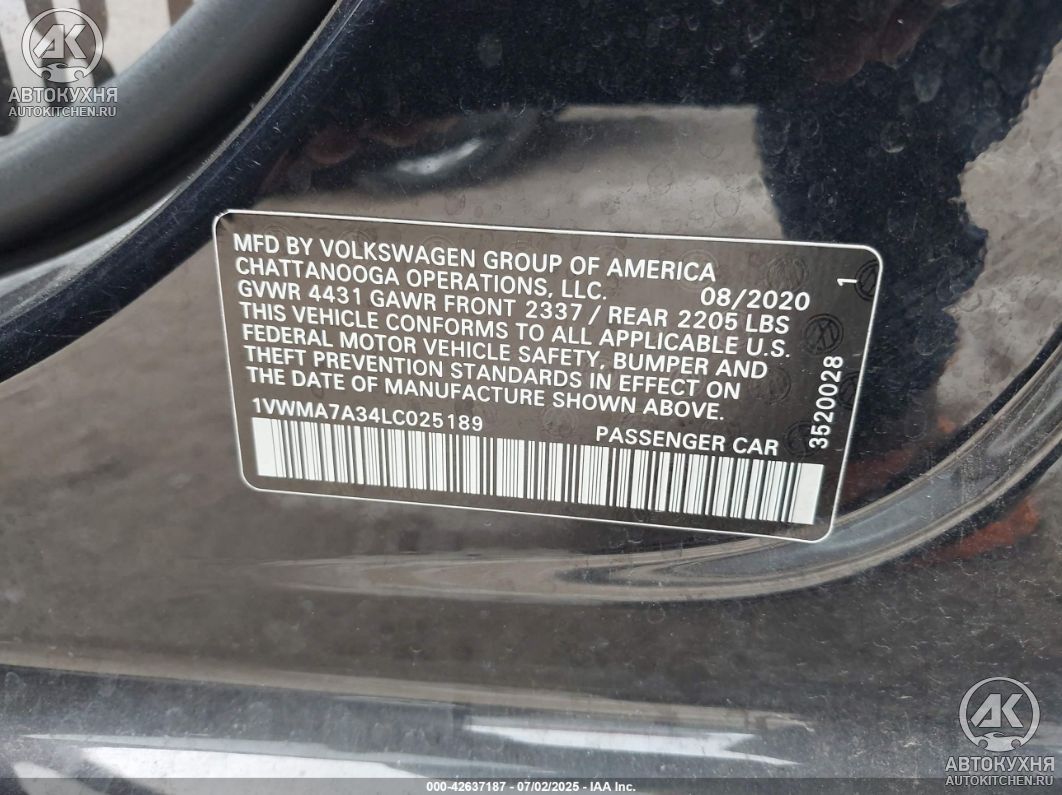 AK
АВТОКУХНЯ
AUTOKITCHEN.RU
MFD BY VOLKSWAGEN GROUP OF AMERICA
CHATTANOOGA OPERATIONS, LLC. 08/2020 1
GVWR 4431 GAWR FRONT 2337 / REAR 2205 LBS
THIS VEHICLE CONFORMS TO ALL APPLICABLE U.S.
FEDERAL MOTOR VEHICLE SAFETY, BUMPER AND
THEFT PREVENTION STANDARDS IN EFFECT ON
THE DATE OF MANUFACTURE SHOWN ABOVE.
1VWMA7A34LC025189 PASSENGER CAR
3520028
AK
АВТОКУХНЯ
AUTOKITCHEN.RU
000-42637187 - 07/02/2025 - IAA Inc.